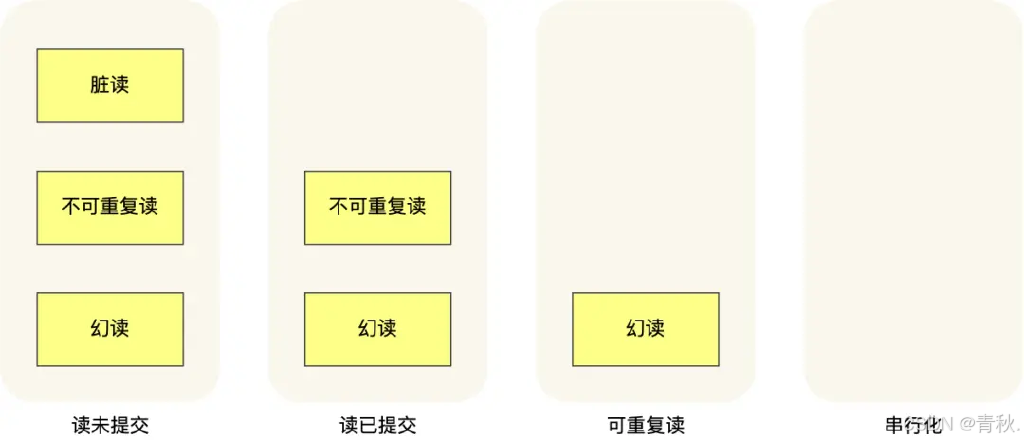 脏读
不可重复读
不可重复读
幻读
幻读
幻读
读未提交
读已提交
可重复读
串行化
CSDN @青秋.